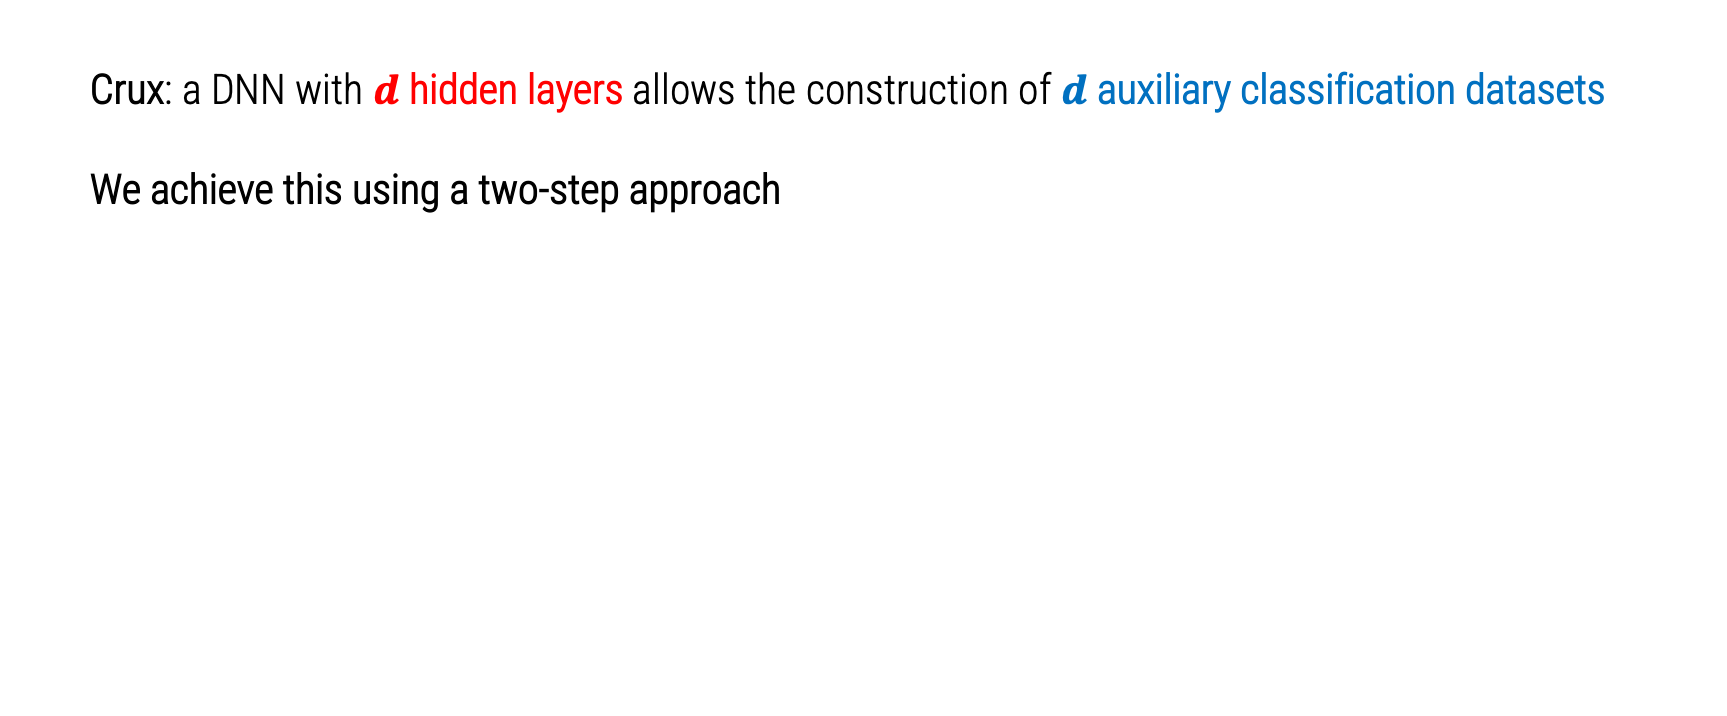 Crux: a DNN with d hidden layers allows the construction of d auxiliary classification datasets
We achieve this using a two-step approach